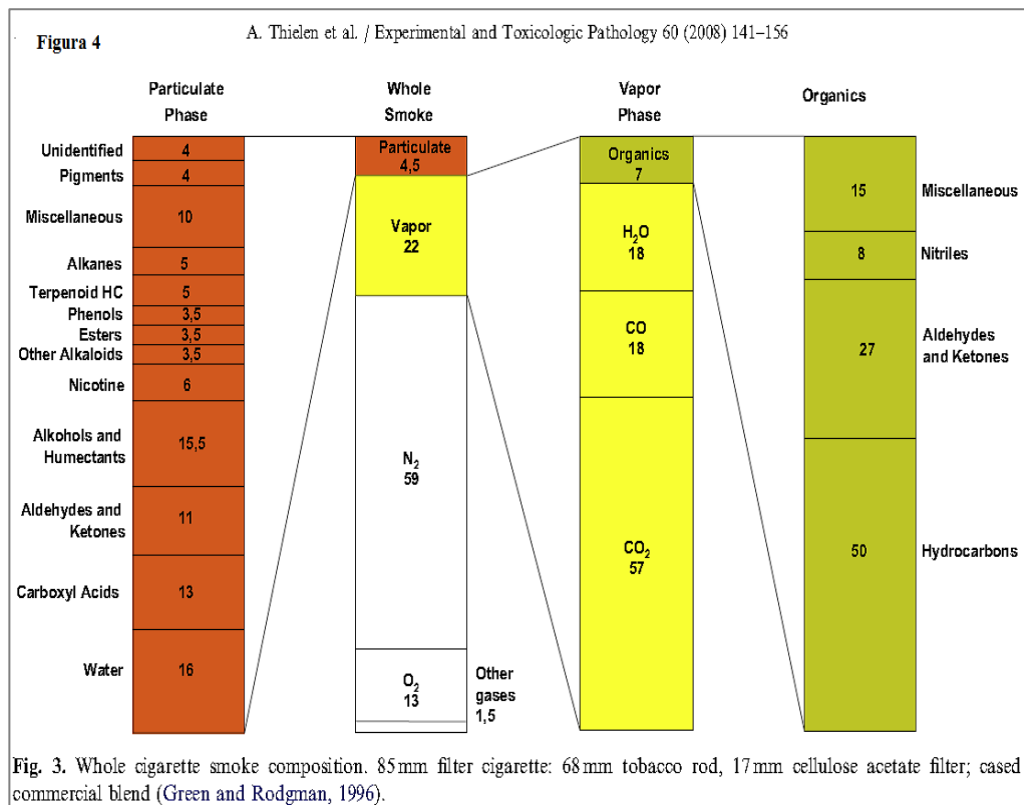 Figura 4
A. Thielen et al. / Experimental and Toxicologic Pathology 60 (2008) 141–156
Particulate
Phase
Whole
Smoke
Vapor
Phase
Organics
Unidentified
4
Pigments
4
Miscellaneous
10
Alkanes
5
Terpenoid HC
5
Phenols
3,5
Esters
3,5
Other Alkaloids
3,5
Nicotine
6
Alkohols and
Humectants
15,5
Aldehydes and
Ketones
11
Carboxyl Acids
13
Water
16
Particulate
4,5
Vapor
22
N2
59
O2
13
Other
gases
1,5
Organics
7
H2O
18
CO
18
CO2
57
15
Miscellaneous
8
Nitriles
27
Aldehydes
and Ketones
50
Hydrocarbons
Fig. 3. Whole cigarette smoke composition. 85 mm filter cigarette: 68 mm tobacco rod, 17 mm cellulose acetate filter; cased
commercial blend (Green and Rodgman, 1996).